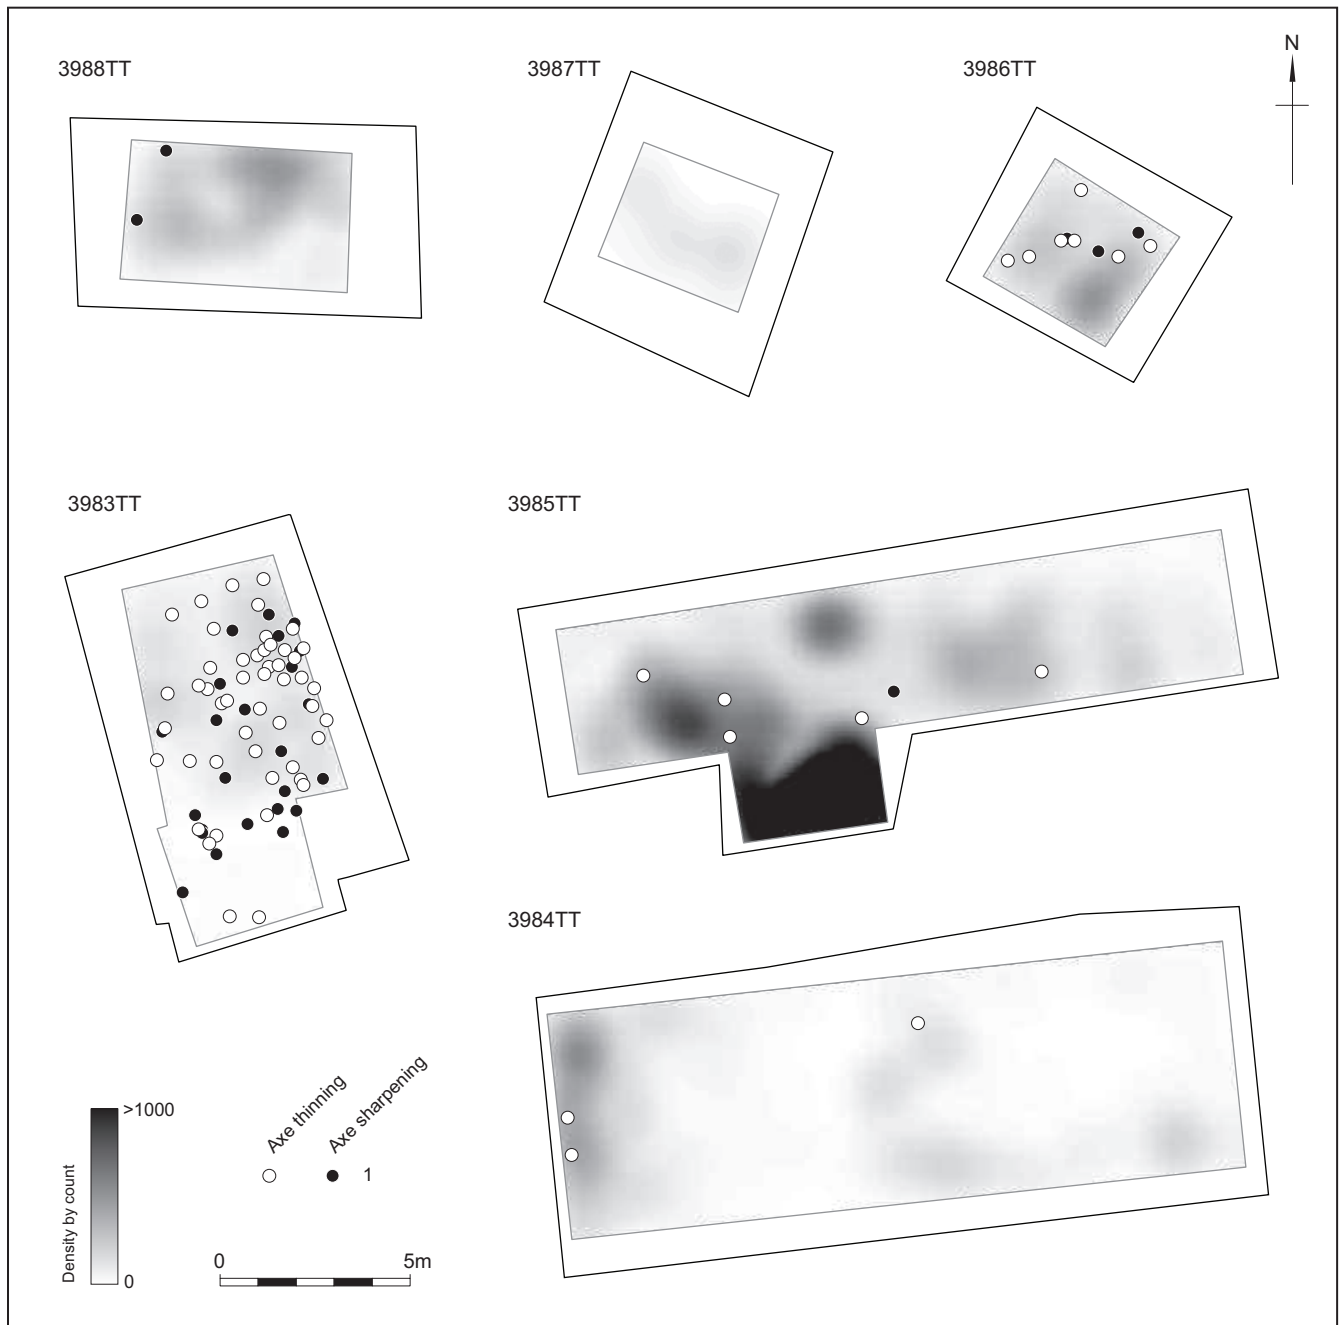 3988TT
3987TT
3986TT
N
3983TT
3985TT
3984TT
>1000
0
Density by count
Axe thinning
Axe sharpening
1
0
5m